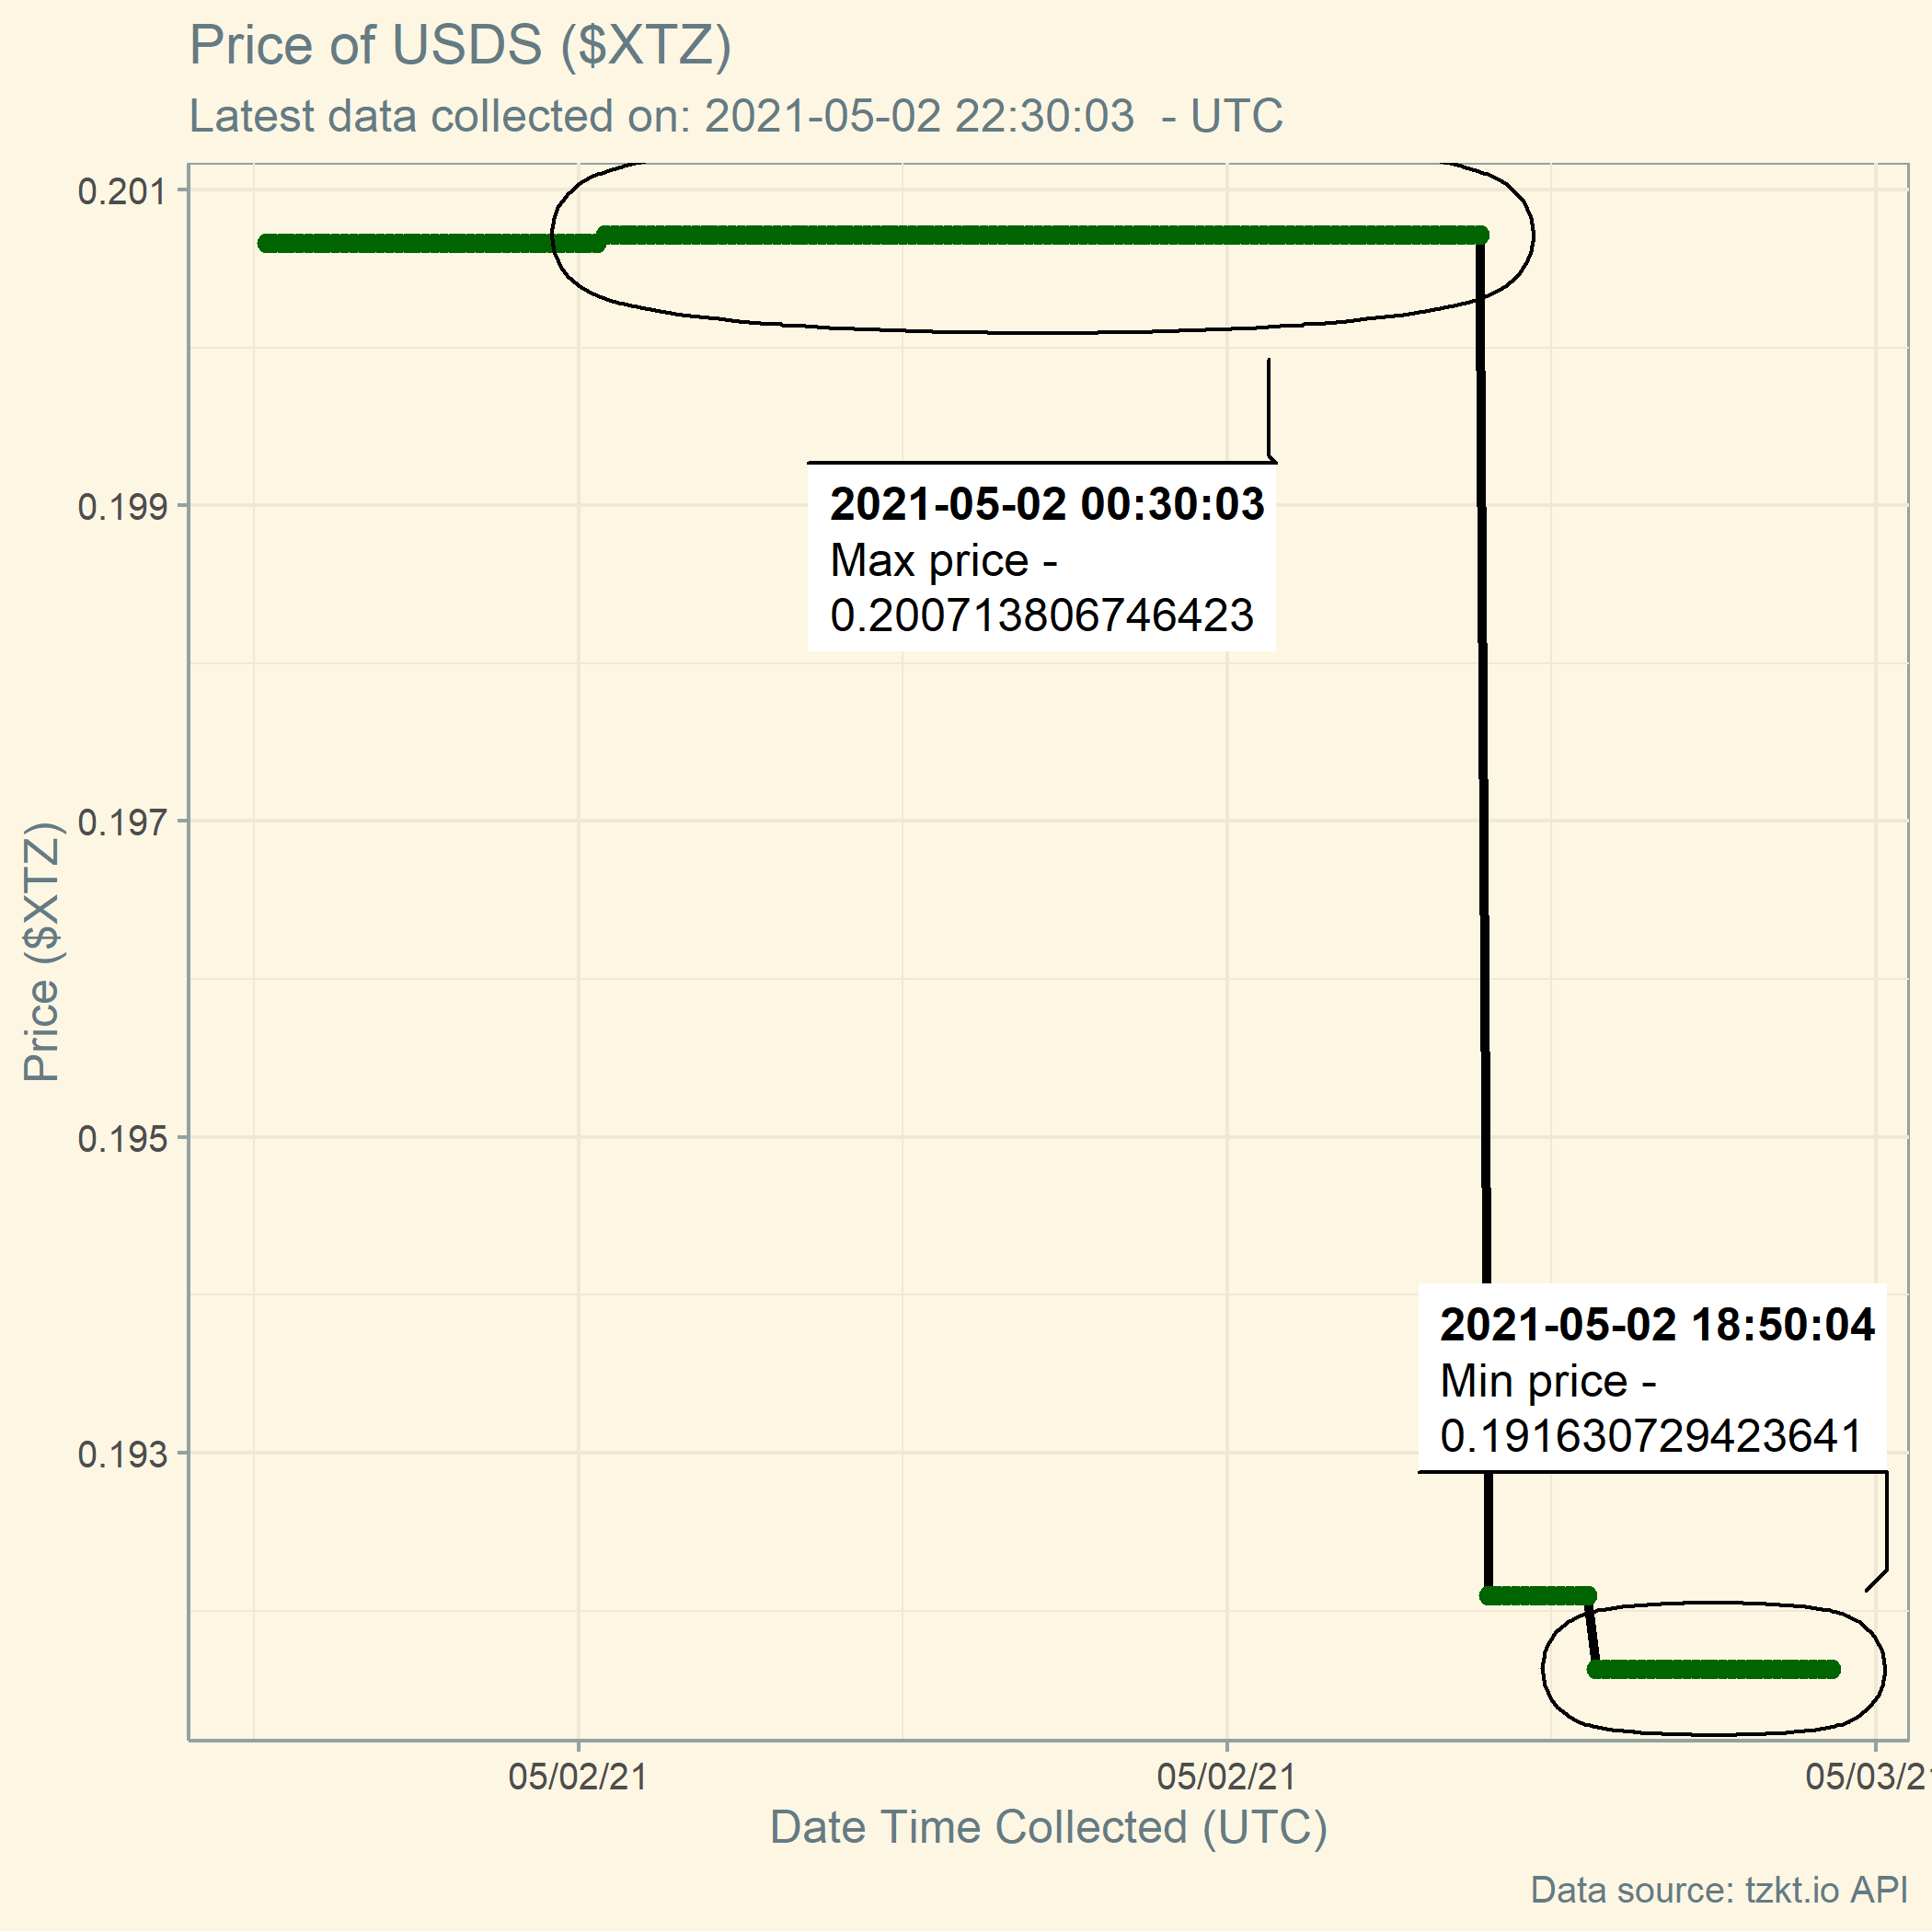 Price of USDS ($XTZ)
Latest data collected on: 2021-05-02 22:30:03  - UTC
0.201
0.199
0.197
0.195
0.193
Price ($XTZ)
2021-05-02 00:30:03
Max price -
0.200713806746423
2021-05-02 18:50:04
Min price -
0.191630729423641
05/02/21
05/02/21
05/03/21
Date Time Collected (UTC)
Data source: tzkt.io API